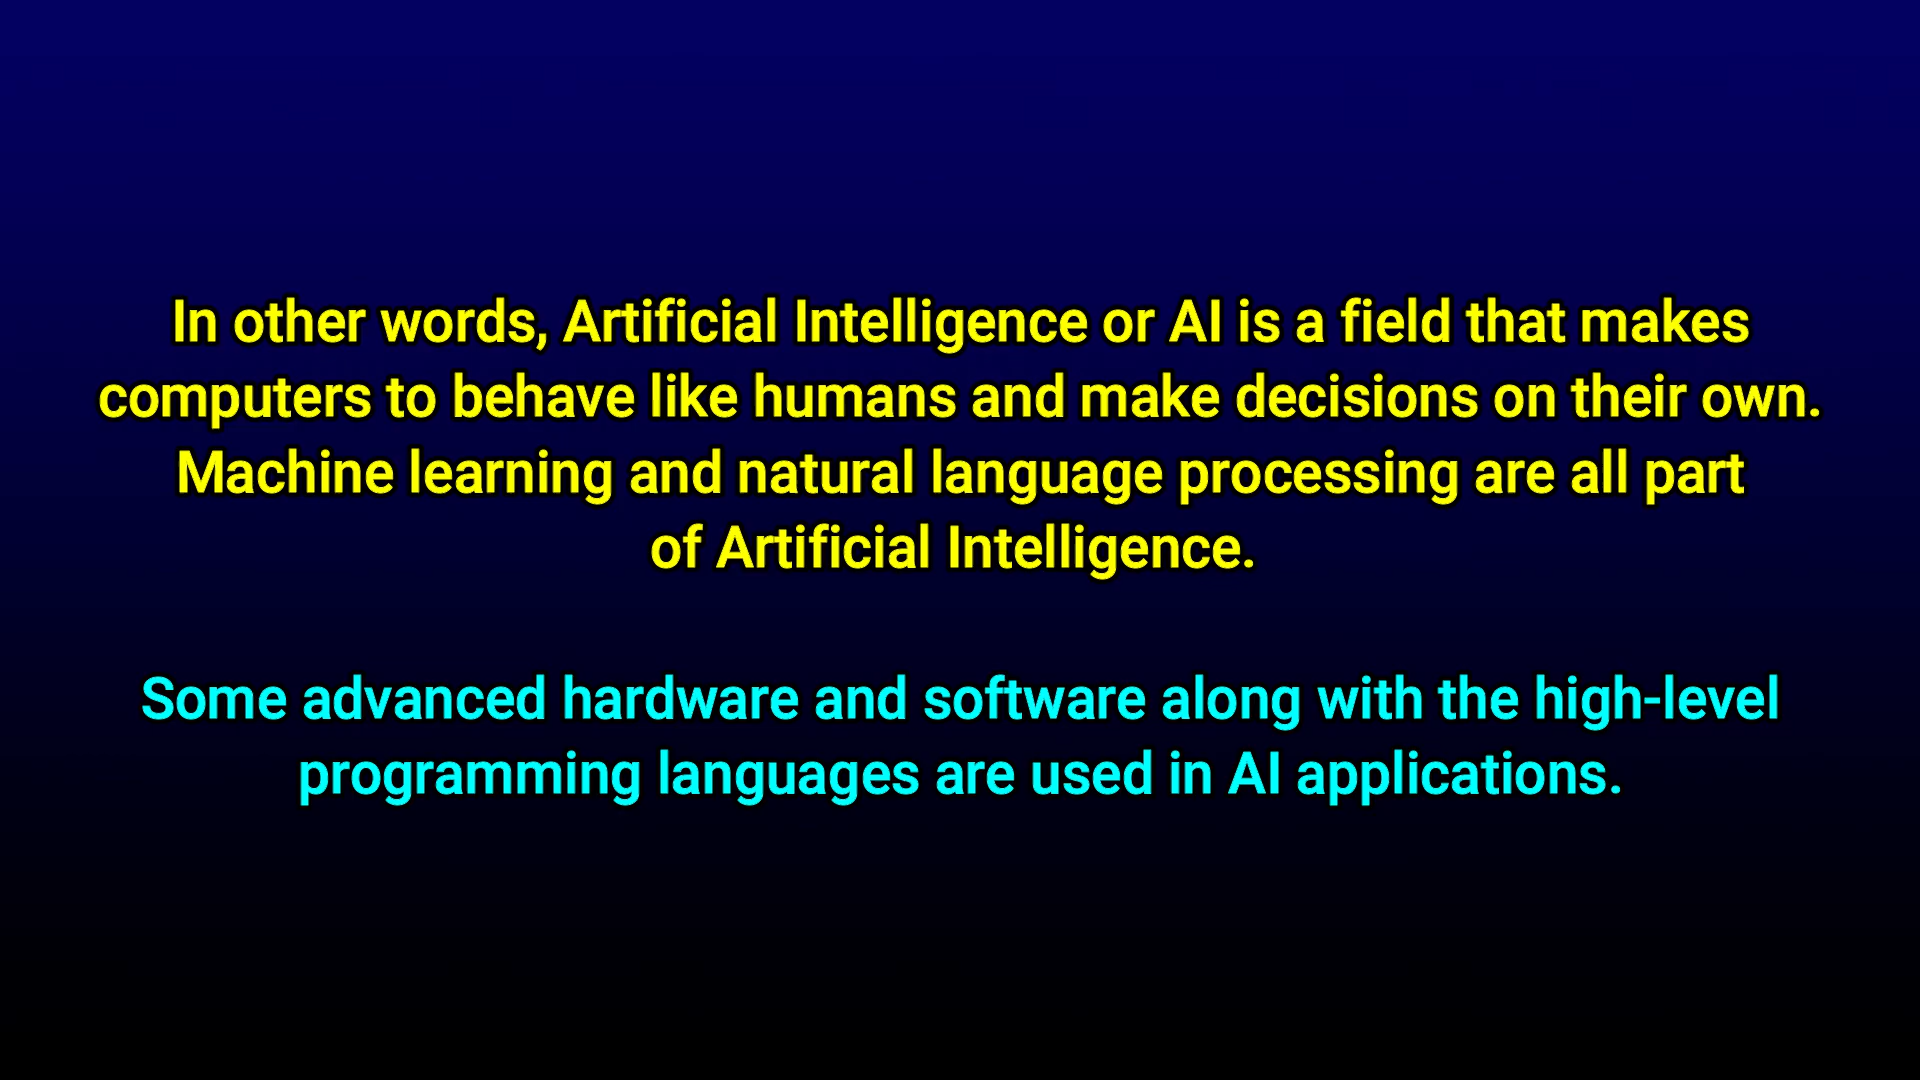 In other words, Artificial Intelligence or AI is a field that makes
computers to behave like humans and make decisions on their own.
Machine learning and natural language processing are all part
of Artificial Intelligence.
Some advanced hardware and software along with the high-level
programming languages are used in AI applications.